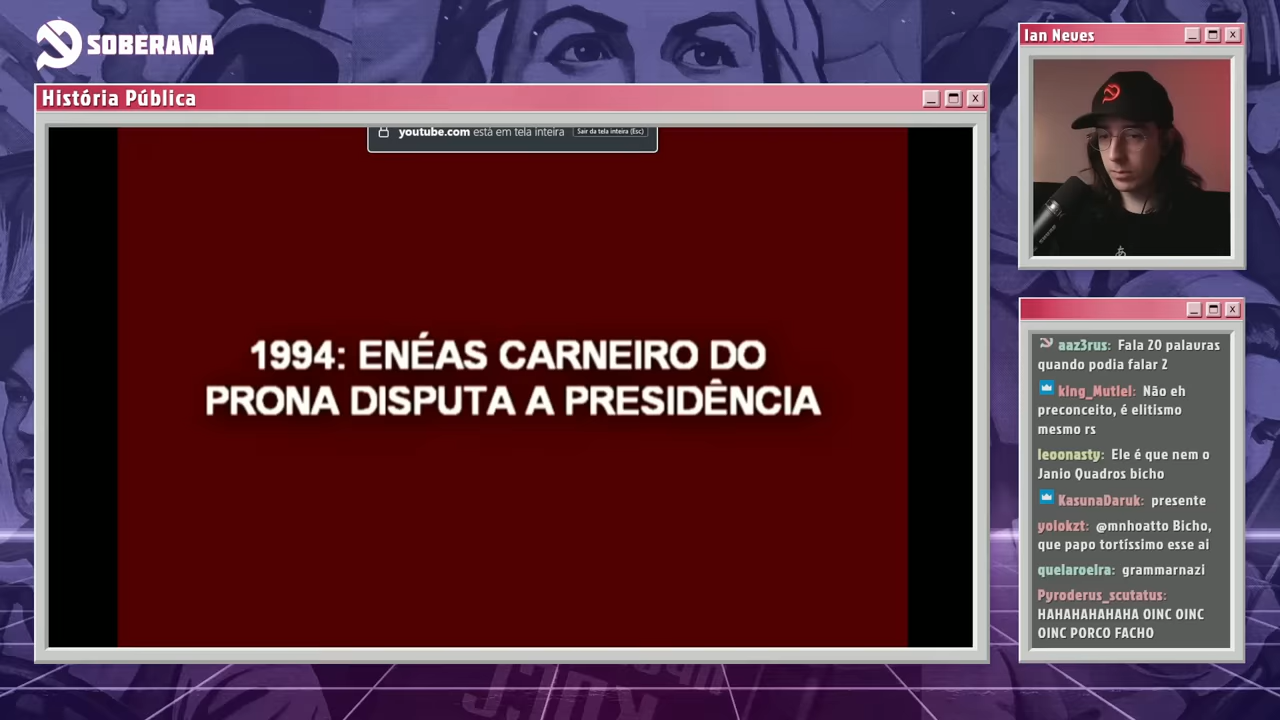 SOBERANA
História Pública
youtube.com está em tela inteira Sair da tela inteira (Esc)
1994: ENÉAS CARNEIRO DO
PRONA DISPUTA A PRESIDÊNCIA
Ian Neves
aaz3rus: Fala 20 palavras
quando podia falar 2
king_Mutiel: Não eh
preconceito, é elitismo
mesmo rs
leoonasty: Ele é que nem o
Janio Quadros bicho
KasunaDaruk: presente
yolokzt: @mnhoatto Bicho,
que papo tortíssimo esse ai
quelaroeira: grammarnazi
Pyroderus_scutatus:
HAHAHAHAHAHA OINC OINC
OINC PORCO FACHO